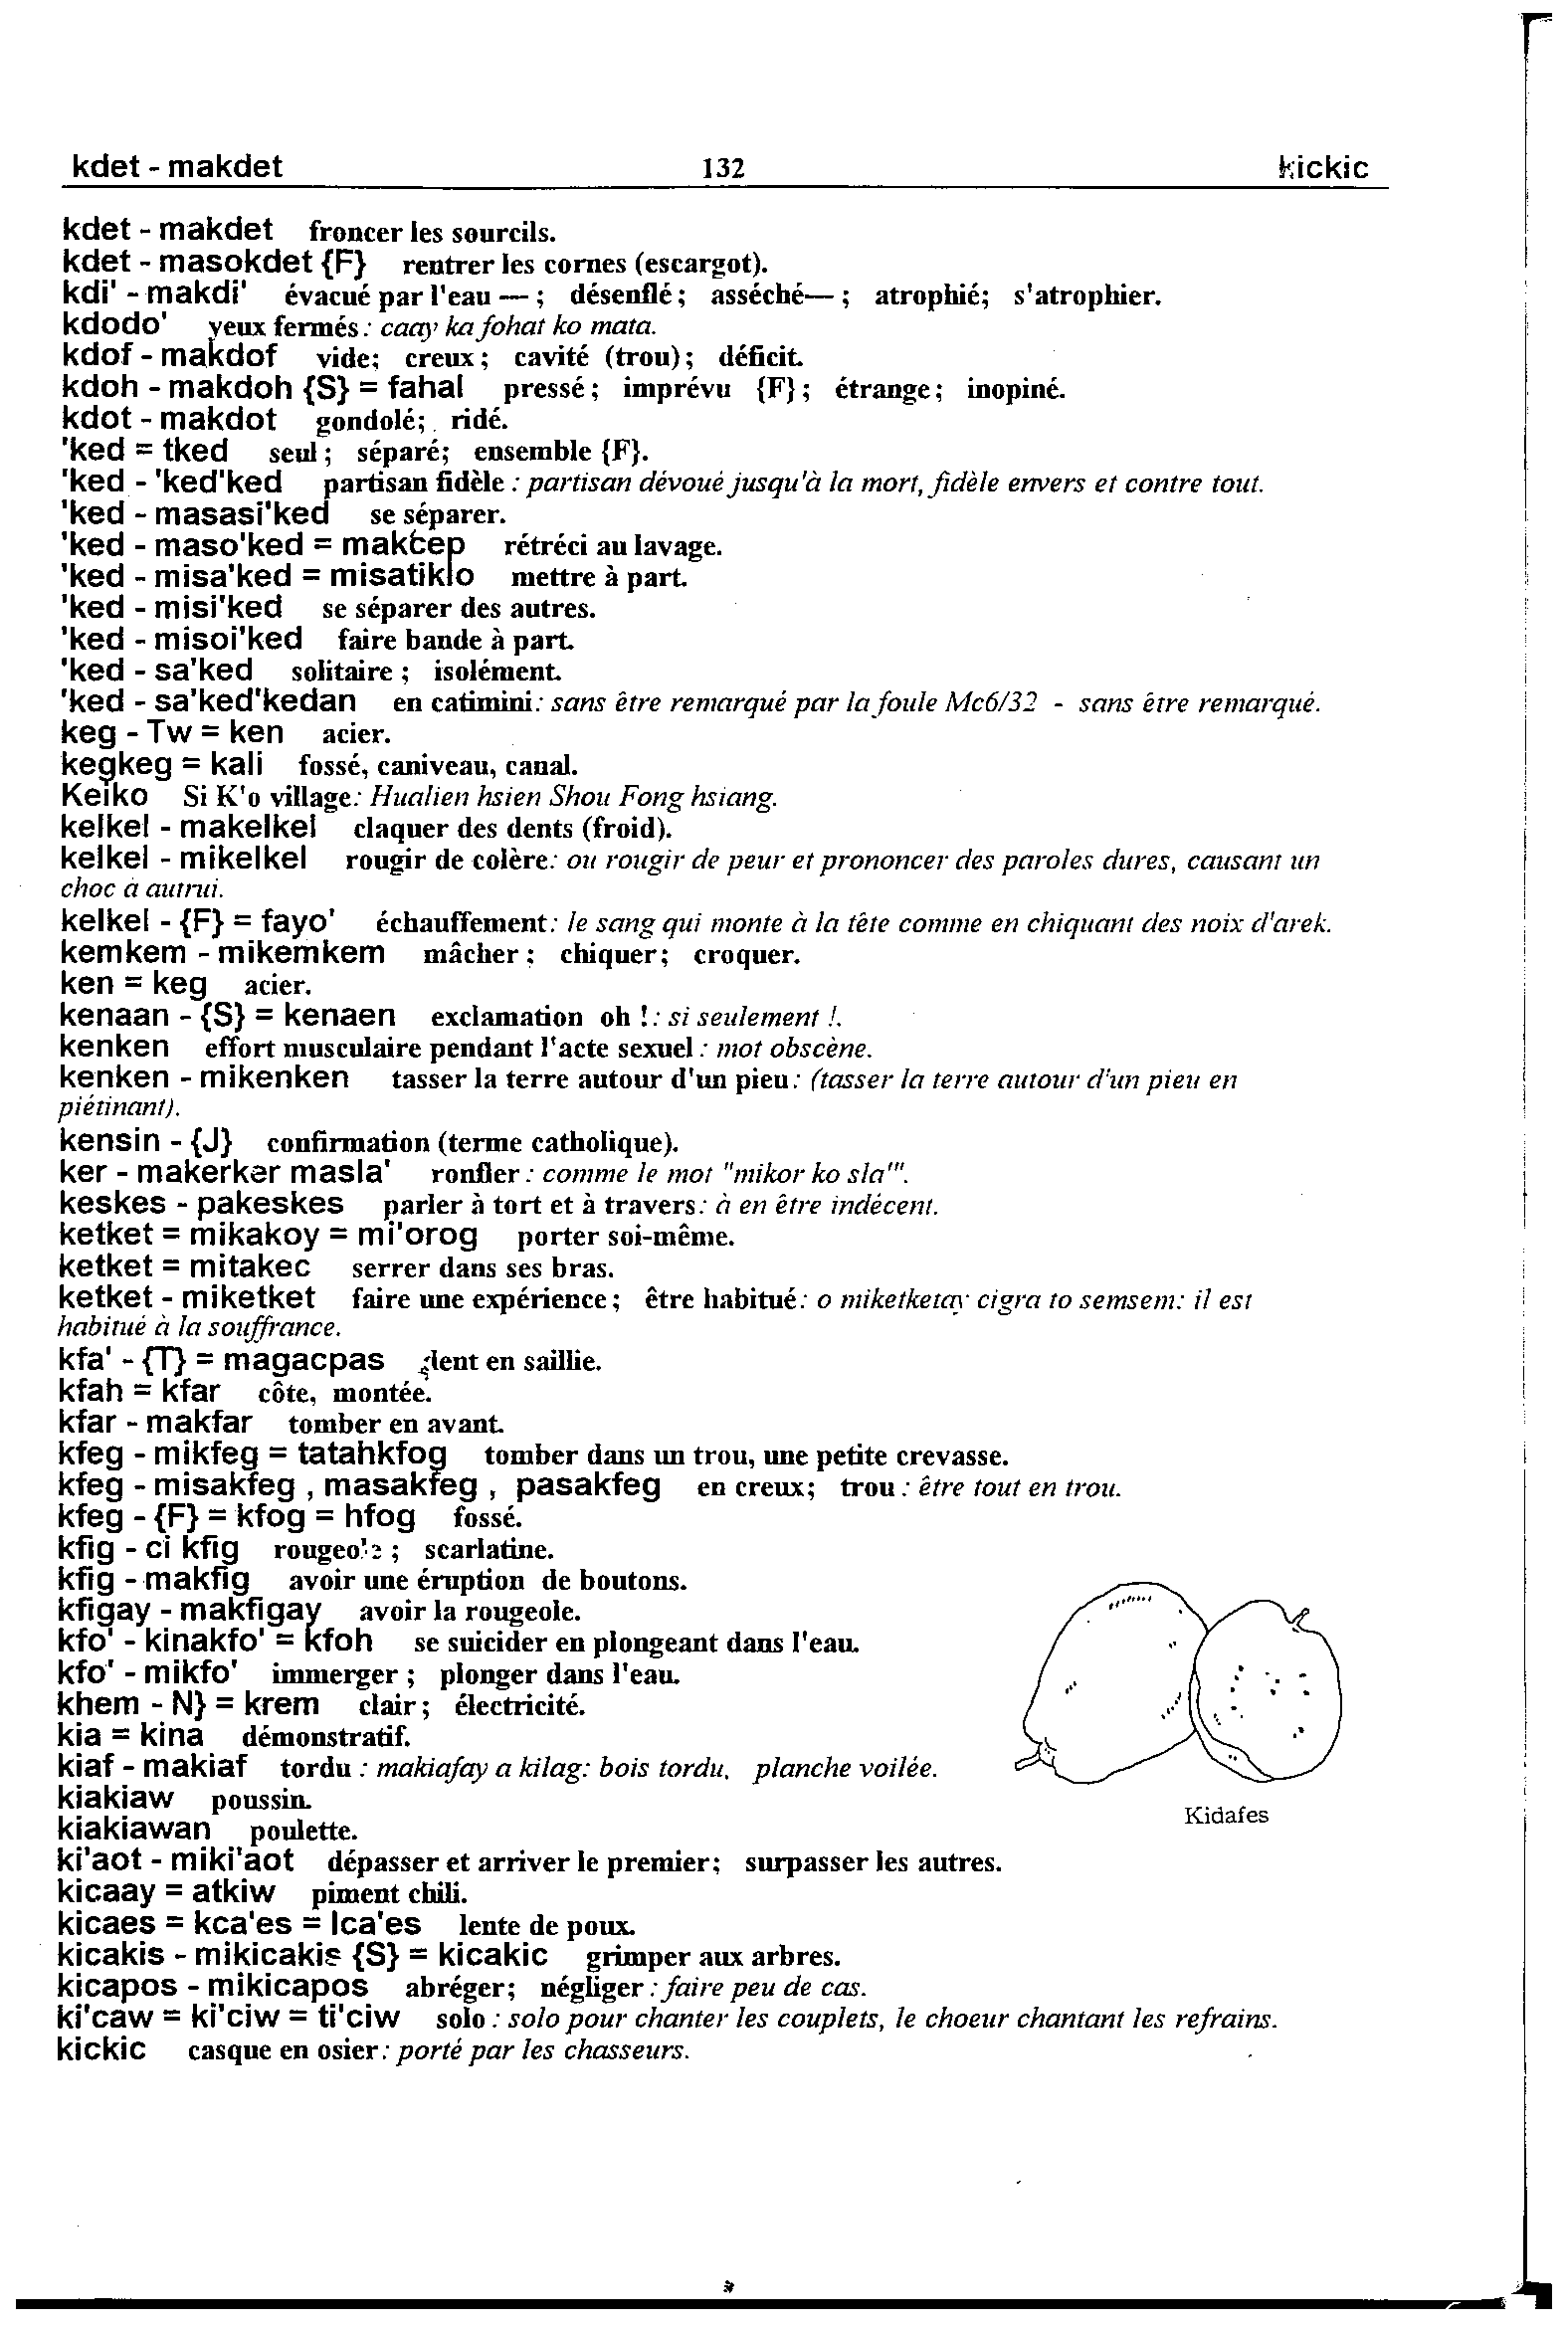 kdet - makdet 132 kickic
kdet - makdet froncer les sourcils.
kdet - masokdet {F} rentrer les cornes (escargot).
kdi' - makdi' évacué par l'eau — ; désenflé ; asséché— ; atrophié; s'atrophier.
kdodo' yeux fermés : caay ka fohat ko mata.
kdof - makdof vide; creux ; cavité (trou) ; déficit.
kdoh - makdoh {S} = fahal pressé ; imprévu {F} ; étrange ; inopiné.
kdot - makdot gondolé; ridé.
'ked = tked seul ; séparé; ensemble {F}.
'ked - 'ked'ked partisan fidèle : partisan dévoué jusqu'à la mort, fidèle envers et contre tout.
'ked - masasi'ked se séparer.
'ked - maso'ked = makcep rétréci au lavage.
'ked - misa'ked = misatiklo mettre à part.
'ked - misi'ked se séparer des autres.
'ked - misoi'ked faire bande à part.
'ked - sa'ked solitaire ; isolément.
'ked - sa'ked'kedan en catimini : sans être remarqué par la foule Mc6/32 - sans être remarqué.
keg - Tw = ken acier.
kegkeg = kali fossé, caniveau, canal.
Keiko Si K'o village : Hualien hsien Shou Fong hsiang.
kelkel - makelkel claquer des dents (froid).
kelkel - mikelkel rougir de colère : ou rougir de peur et prononcer des paroles dures, causant un
choc à autrui.
kelkel - {F} = fayo' échauffement : le sang qui monte à la tête comme en chiquant des noix d'arek.
kemkem - mikemkem mâcher ; chiquer; croquer.
ken = keg acier.
kenaan - {S} = kenaen exclamation oh ! : si seulement !.
kenken effort musculaire pendant l'acte sexuel : mot obscène.
kenken - mikenken tasser la terre autour d'un pieu : (tasser la terre autour d'un pieu en
piétinant).
kensin - {J} confirmation (terme catholique).
ker - makerker masla' ronfler : comme le mot "mikor ko sla'".
keskes - pakeskes parler à tort et à travers : à en être indécent.
ketket = mikakoy = mi'orog porter soi-même.
ketket = mitakec serrer dans ses bras.
ketket - miketket faire une expérience ; être habitué : o miketketay cigra to semsem: il est
habitué à la souffrance.
kfa' - {T} = magacpas dent en saillie.
kfah = kfar côte, montée.
kfar - makfar tomber en avant.
kfeg - mikfeg = tatahkfog tomber dans un trou, une petite crevasse.
kfeg - misakfeg , masakfeg , pasakfeg en creux; trou : être tout en trou.
kfeg - {F} = kfog = hfog fossé.
kfig - ci kfig rougeole ; scarlatine.
kfig - makfig avoir une éruption de boutons.
kfigay - makfigay avoir la rougeole.
kfo' - kinakfo' = kfoh se suicider en plongeant dans l'eau.
kfo' - mikfo' immerger ; plonger dans l'eau.
khem - N} = krem clair ; électricité.
kia = kina démonstratif.
kiaf - makiaf tordu : makiafay a kilag: bois tordu, planche voilée.
kiakiaw poussin.
kiakiawan poulette.
Kidafes
ki'aot - miki'aot dépasser et arriver le premier; surpasser les autres.
kicaay = atkiw piment chili.
kicaes = kca'es = lca'es lente de poux.
kicakis - mikicakis {S} = kicakic grimper aux arbres.
kicapos - mikicapos abréger; négliger : faire peu de cas.
ki'caw = ki'ciw = ti'ciw solo : solo pour chanter les couplets, le choeur chantant les refrains.
kickic casque en osier : porté par les chasseurs.